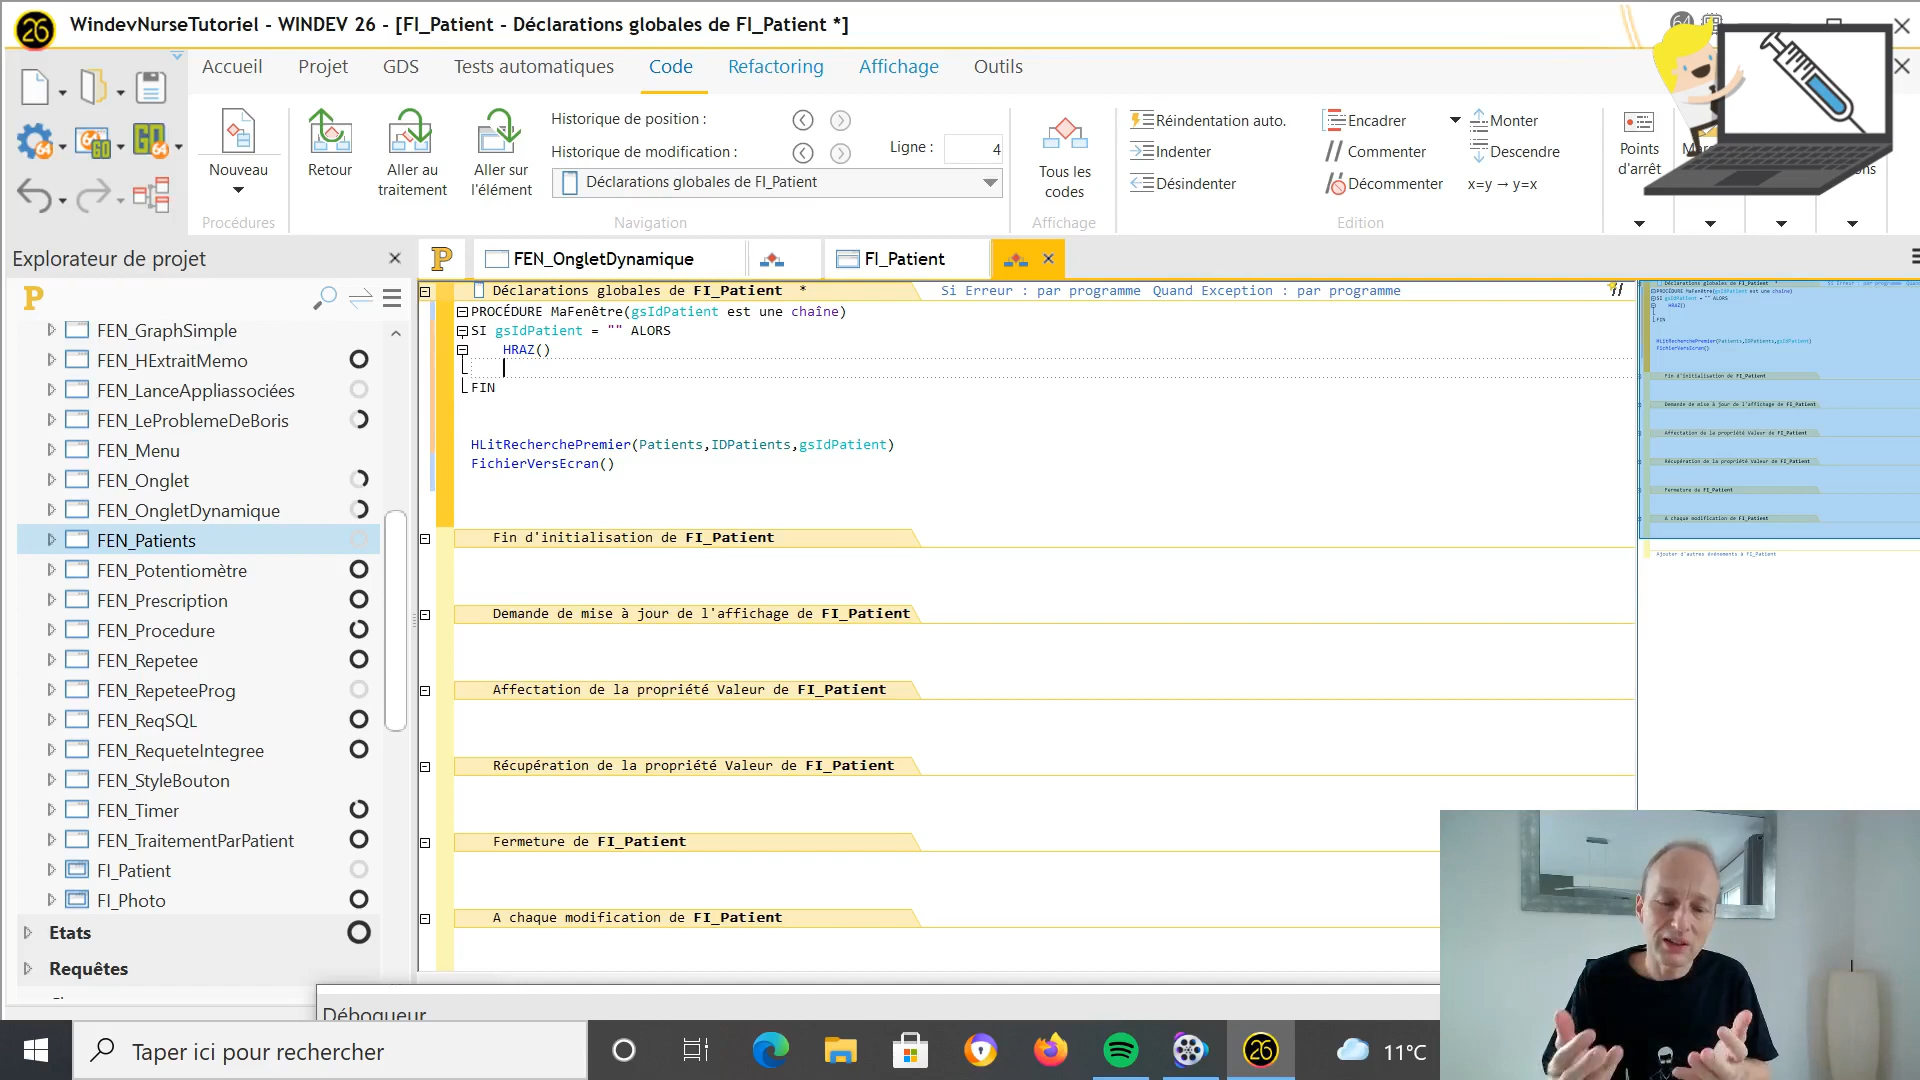 WindevNurseTutoriel - WINDEV 26 - [FI_Patient - Déclarations globales de FI_Patient *]
Accueil Projet GDS Tests automatiques Code Refactoring Affichage Outils
Nouveau
Procédures
Retour
Aller au traitement
Aller sur l'élément
Historique de position :
Historique de modification :
Ligne : 4
Déclarations globales de FI_Patient
Navigation
Tous les codes
Affichage
Réindentation auto.
Indenter
Désindenter
Encadrer
Commenter
Décommenter
Monter
Descendre
x=y → y=x
Edition
Points d'arrêt
Explorateur de projet
FEN_OngletDynamique
FI_Patient
FEN_GraphSimple
FEN_HExtraitMemo
FEN_LanceAppliassociées
FEN_LeProblemeDeBoris
FEN_Menu
FEN_Onglet
FEN_OngletDynamique
FEN_Patients
FEN_Potentiomètre
FEN_Prescription
FEN_Procedure
FEN_Repetee
FEN_RepeteeProg
FEN_ReqSQL
FEN_RequeteIntegree
FEN_StyleBouton
FEN_Timer
FEN_TraitementParPatient
FI_Patient
FI_Photo
Etats
Requêtes
Déclarations globales de FI_Patient * Si Erreur : par programme Quand Exception : par programme
PROCÉDURE MaFenêtre(gsIdPatient est une chaîne)
SI gsIdPatient = "" ALORS
HRAZ()
FIN
HLitRecherchePremier(Patients,IDPatients,gsIdPatient)
FichierVersEcran()
Fin d'initialisation de FI_Patient
Demande de mise à jour de l'affichage de FI_Patient
Affectation de la propriété Valeur de FI_Patient
Récupération de la propriété Valeur de FI_Patient
Fermeture de FI_Patient
A chaque modification de FI_Patient
Débogueur
Taper ici pour rechercher
26
11°C